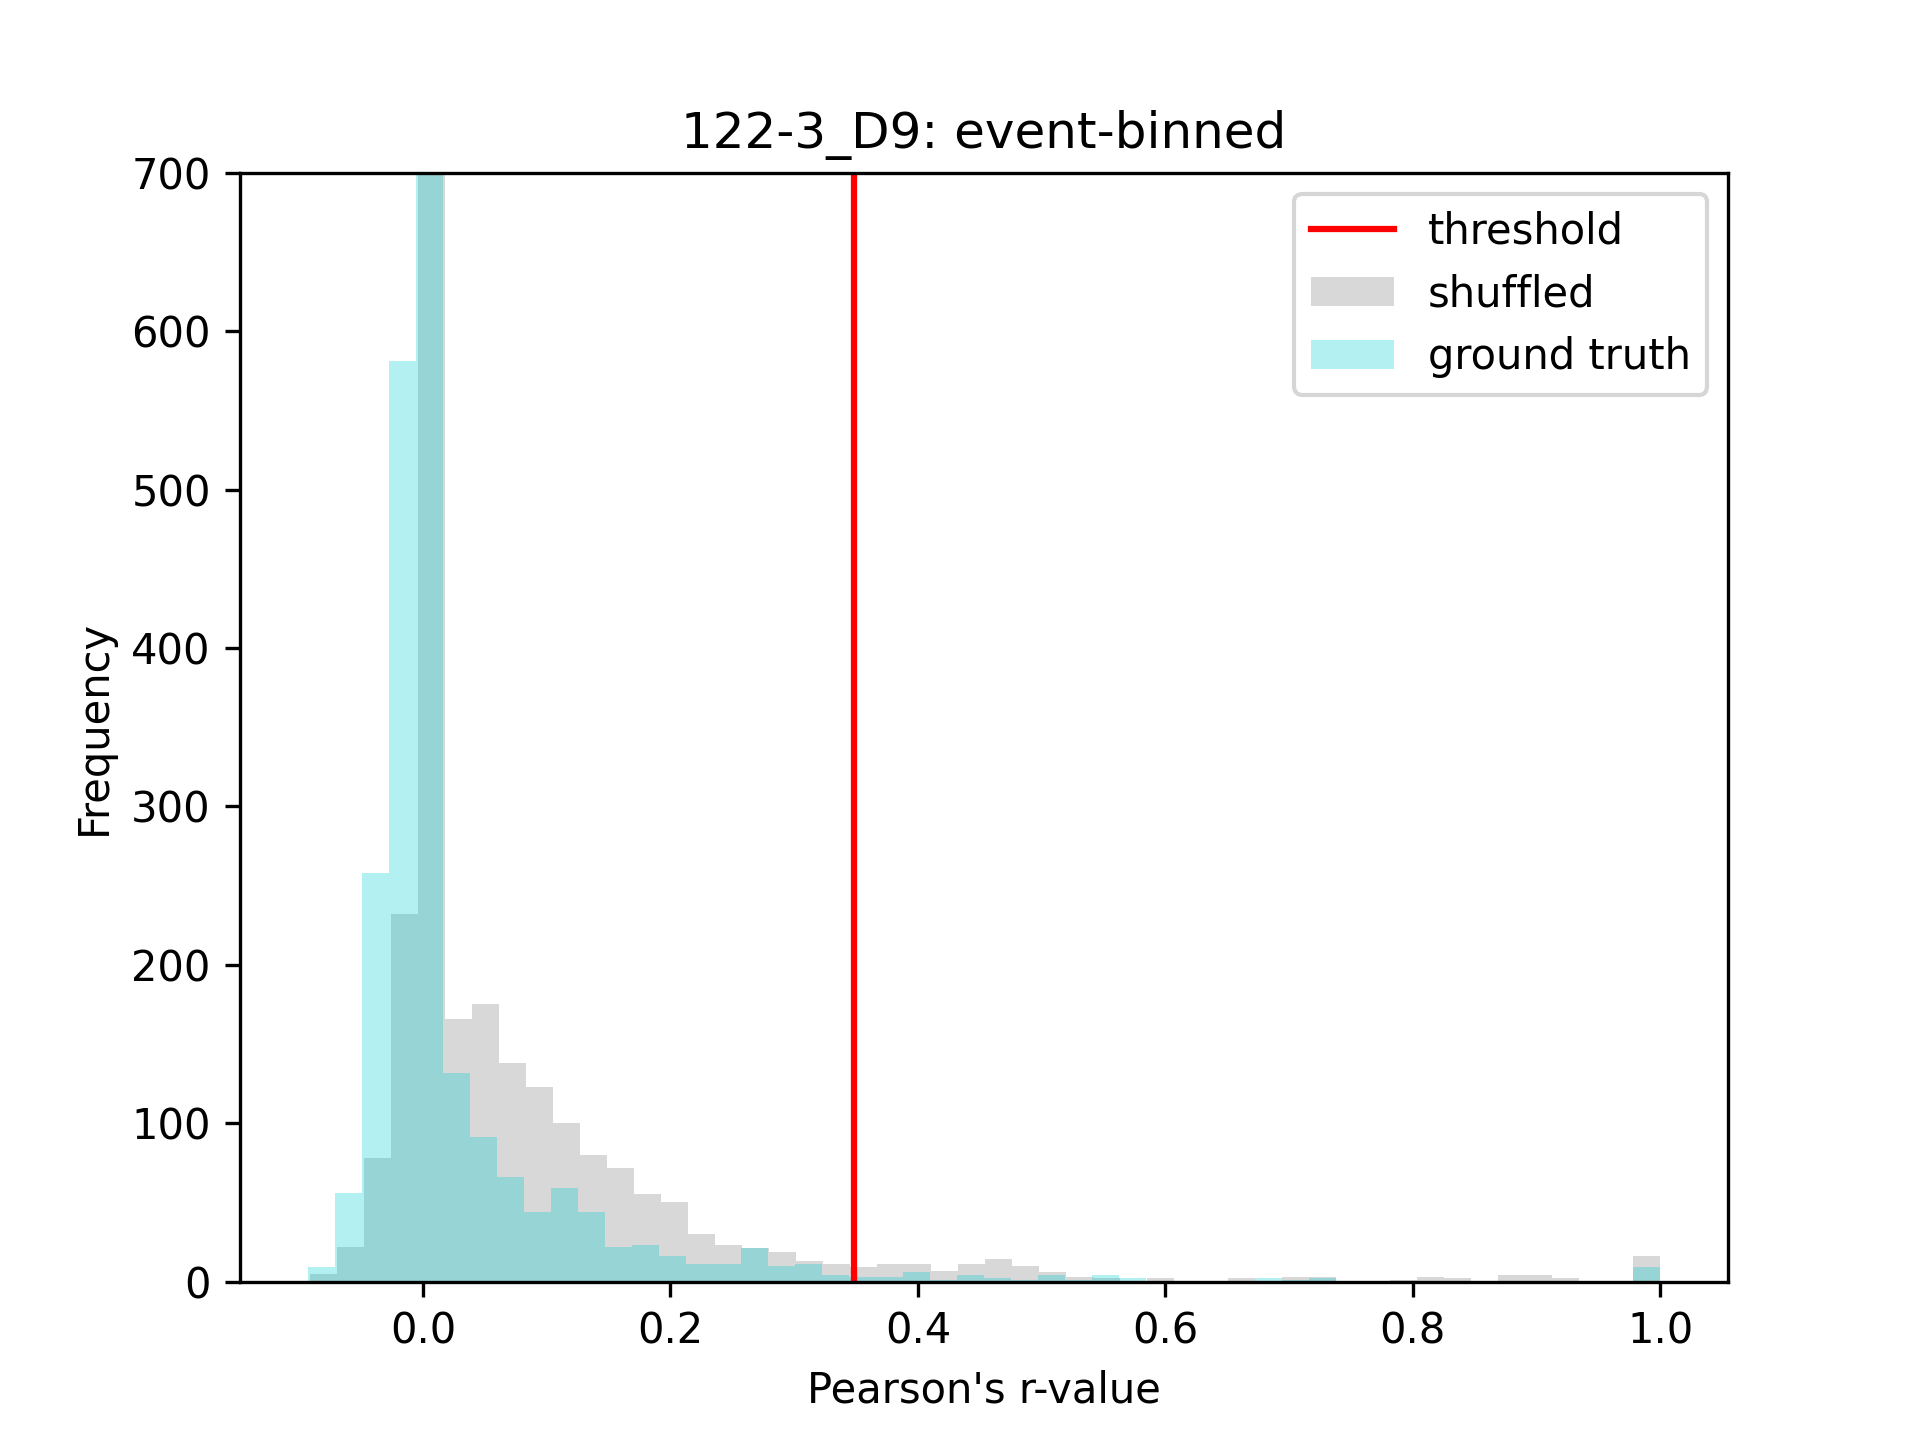 122-3_D9: event-binned
700
600
500
400
300
200
100
0
Frequency
threshold
shuffled
ground truth
0.0 0.2 0.4 0.6 0.8 1.0
Pearson's r-value